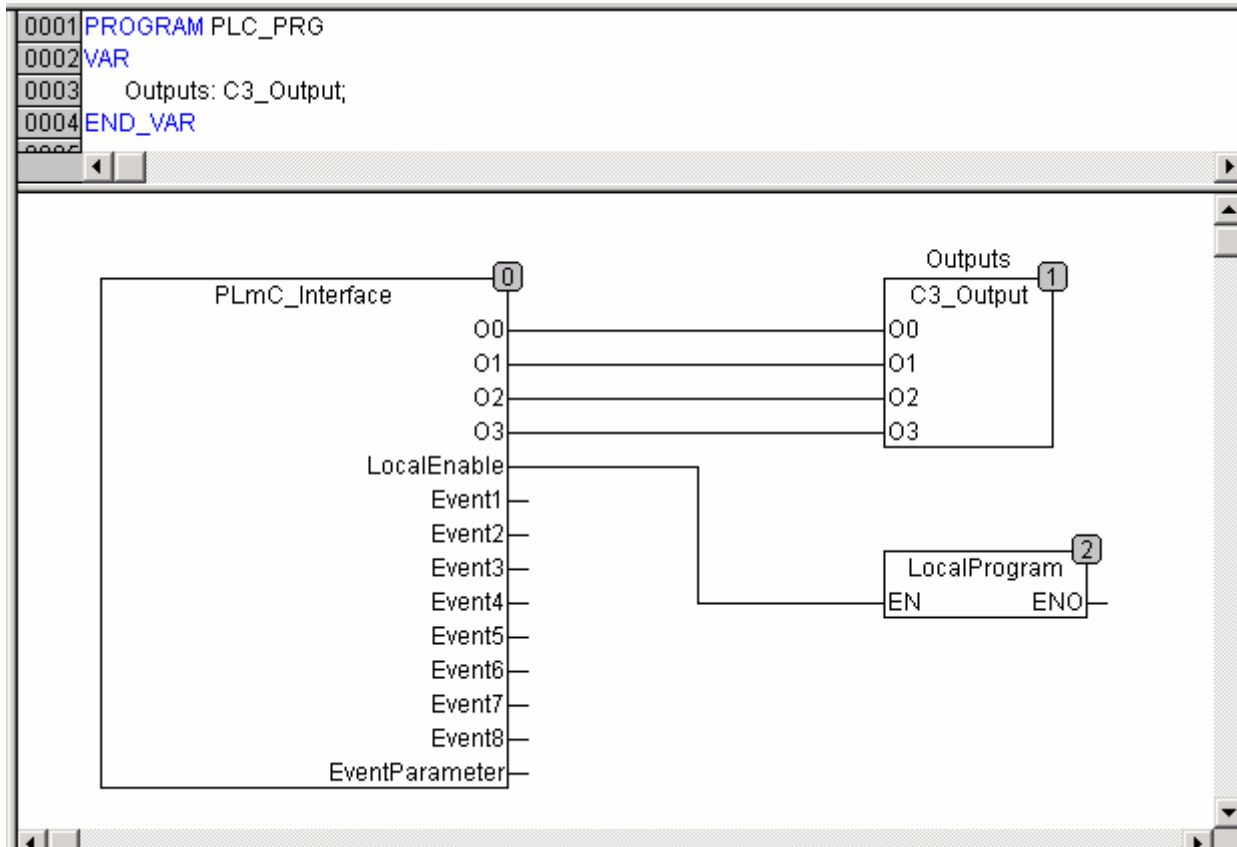 0001 PROGRAM PLC_PRG
0002 VAR
0003 Outputs: C3_Output;
0004 END_VAR
0
PLmC_Interface
O0
O1
O2
O3
LocalEnable
Event1
Event2
Event3
Event4
Event5
Event6
Event7
Event8
EventParameter
Outputs
1
C3_Output
O0
O1
O2
O3
2
LocalProgram
EN ENO